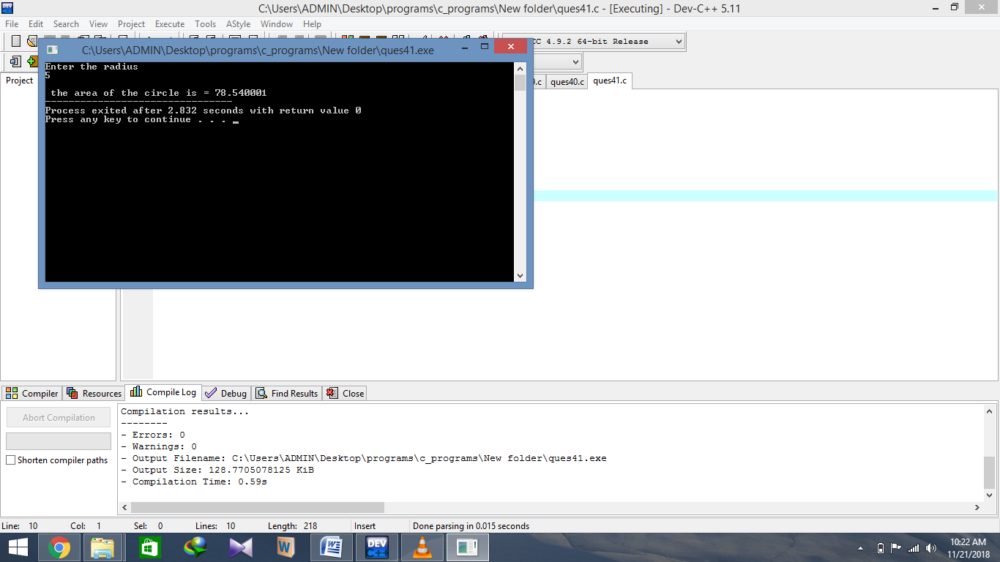 C:\Users\ADMIN\Desktop\programs\c_programs\New folder\ques41.c - [Executing] - Dev-C++ 5.11
File Edit Search View Project Execute Tools AStyle Window Help
CC 4.9.2 64-bit Release
C:\Users\ADMIN\Desktop\programs\c_programs\New folder\ques41.exe
Project
.c ques40.c ques41.c
Enter the radius
5
the area of the circle is = 78.540001
--------------------------------
Process exited after 2.832 seconds with return value 0
Press any key to continue . . . _
Compiler Resources Compile Log Debug Find Results Close
Abort Compilation
Shorten compiler paths
Compilation results...
--------
- Errors: 0
- Warnings: 0
- Output Filename: C:\Users\ADMIN\Desktop\programs\c_programs\New folder\ques41.exe
- Output Size: 128.7705078125 KiB
- Compilation Time: 0.59s
Line: 10 Col: 1 Sel: 0 Lines: 10 Length: 218 Insert Done parsing in 0.015 seconds
DEV C++
10:22 AM
11/21/2018